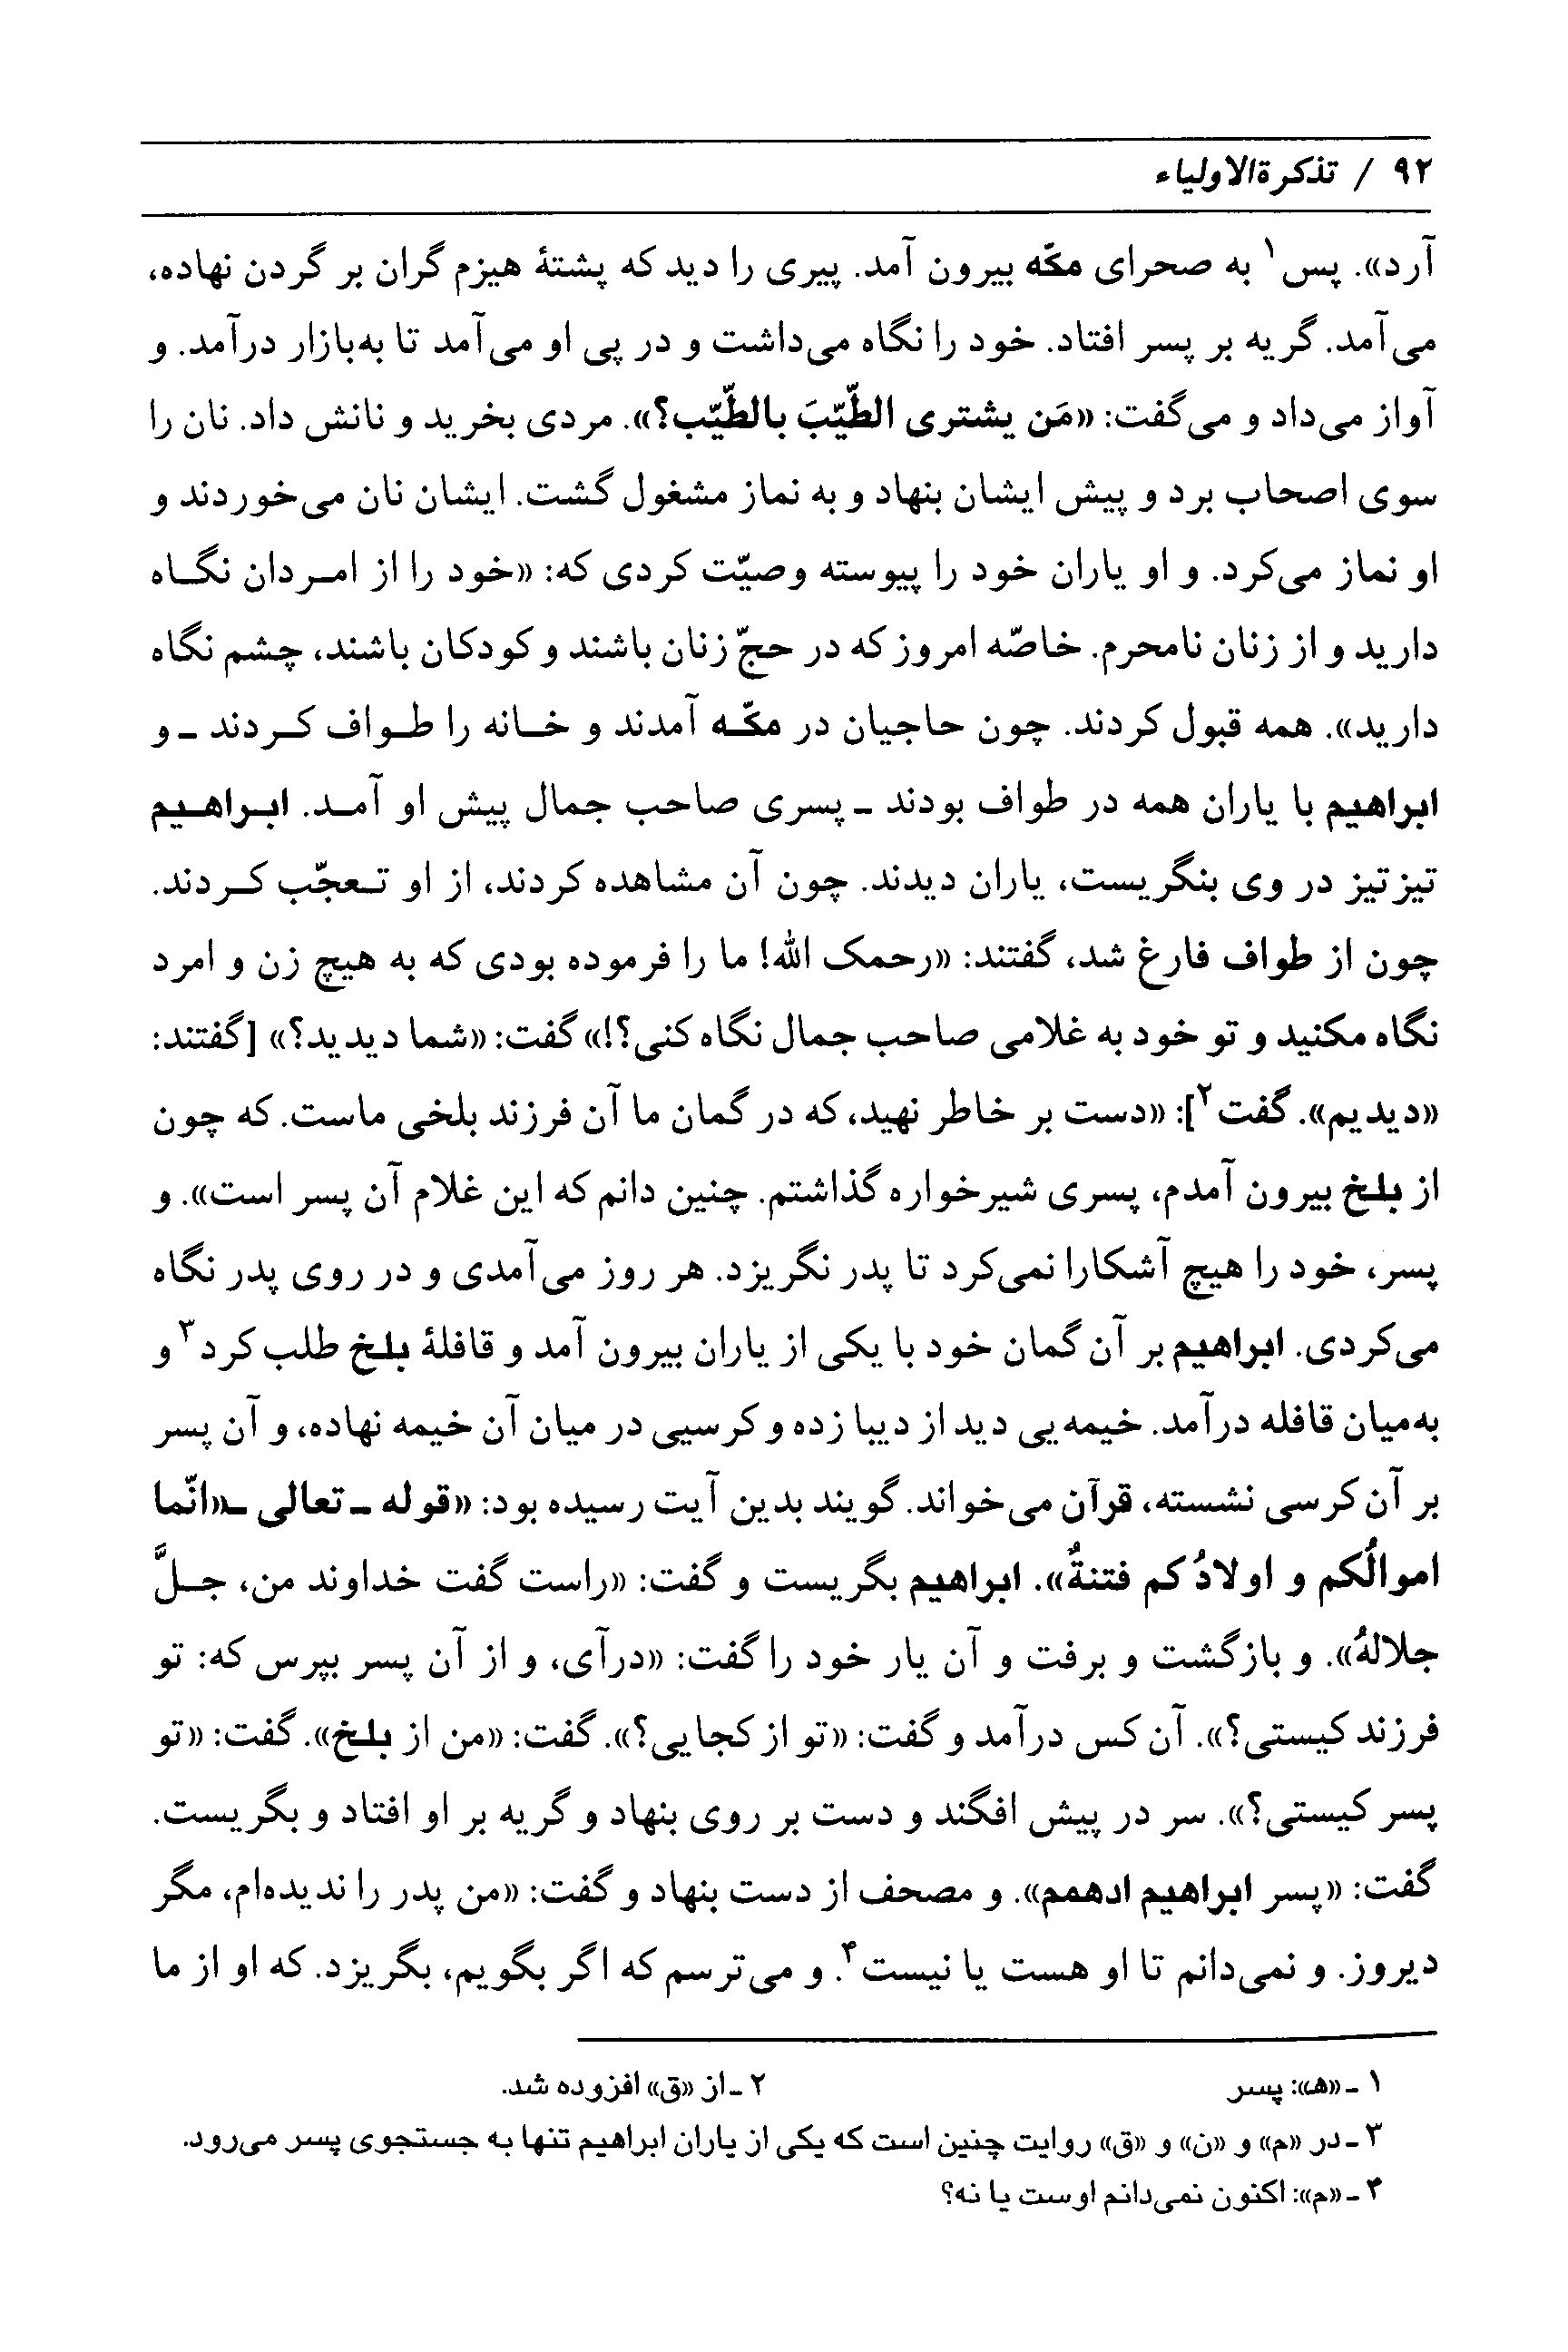 ۹۲ / تذکرةالاولیاء
آرد». پس۱ به صحرای مکّه بیرون آمد. پیری را دید که پشتهٔ هیزم گران بر گردن نهاده،
می‌آمد. گریه بر پسر افتاد. خود را نگاه می‌داشت و در پی او می‌آمد تا به‌بازار درآمد. و
آواز می‌داد و می‌گفت: «مَن یشتری الطّیّبَ بالطّیّب؟». مردی بخرید و نانش داد. نان را
سوی اصحاب برد و پیش ایشان بنهاد و به نماز مشغول گشت. ایشان نان می‌خوردند و
او نماز می‌کرد. و او یاران خود را پیوسته وصیّت کردی که: «خود را از امردان نگاه
دارید و از زنان نامحرم. خاصّه امروز که در حجّ زنان باشند و کودکان باشند، چشم نگاه
دارید». همه قبول کردند. چون حاجیان در مکّه آمدند و خانه را طواف کردند - و
ابراهیم با یاران همه در طواف بودند - پسری صاحب جمال پیش او آمد. ابراهیم
تیزتیز در وی بنگریست، یاران دیدند. چون آن مشاهده کردند، از او تعجّب کردند.
چون از طواف فارغ شد، گفتند: «رحمک الله! ما را فرموده بودی که به هیچ زن و امرد
نگاه مکنید و تو خود به غلامی صاحب جمال نگاه کنی؟!» گفت: «شما دیدید؟» [گفتند:
«دیدیم». گفت۲]: «دست بر خاطر نهید، که در گمان ما آن فرزند بلخی ماست. که چون
از بلخ بیرون آمدم، پسری شیرخواره گذاشتم. چنین دانم که این غلام آن پسر است». و
پسر، خود را هیچ آشکارا نمی‌کرد تا پدر نگریزد. هر روز می‌آمدی و در روی پدر نگاه
می‌کردی. ابراهیم بر آن گمان خود با یکی از یاران بیرون آمد و قافلهٔ بلخ طلب کرد۳ و
به‌میان قافله درآمد. خیمه‌یی دید از دیبا زده و کرسیی در میان آن خیمه نهاده، و آن پسر
بر آن کرسی نشسته، قرآن می‌خواند. گویند بدین آیت رسیده بود: «قوله - تعالی -«انّما
اموالُکم و اولادُکم فتنةٌ». ابراهیم بگریست و گفت: «راست گفت خداوند من، جلَّ
جلالهُ». و بازگشت و برفت و آن یار خود را گفت: «درآی، و از آن پسر بپرس که: تو
فرزند کیستی؟». آن کس درآمد و گفت: «تو از کجایی؟». گفت: «من از بلخ». گفت: «تو
پسر کیستی؟». سر در پیش افگند و دست بر روی بنهاد و گریه بر او افتاد و بگریست.
گفت: «پسر ابراهیم ادهمم». و مصحف از دست بنهاد و گفت: «من پدر را ندیده‌ام، مگر
دیروز. و نمی‌دانم تا او هست یا نیست۴. و می‌ترسم که اگر بگویم، بگریزد. که او از ما
۱ - «هـ»: پسر ۲ - از «ق» افزوده شد.
۳ - در «م» و «ن» و «ق» روایت چنین است که یکی از یاران ابراهیم تنها به جستجوی پسر می‌رود.
۴ - «م»: اکنون نمی‌دانم اوست یا نه؟